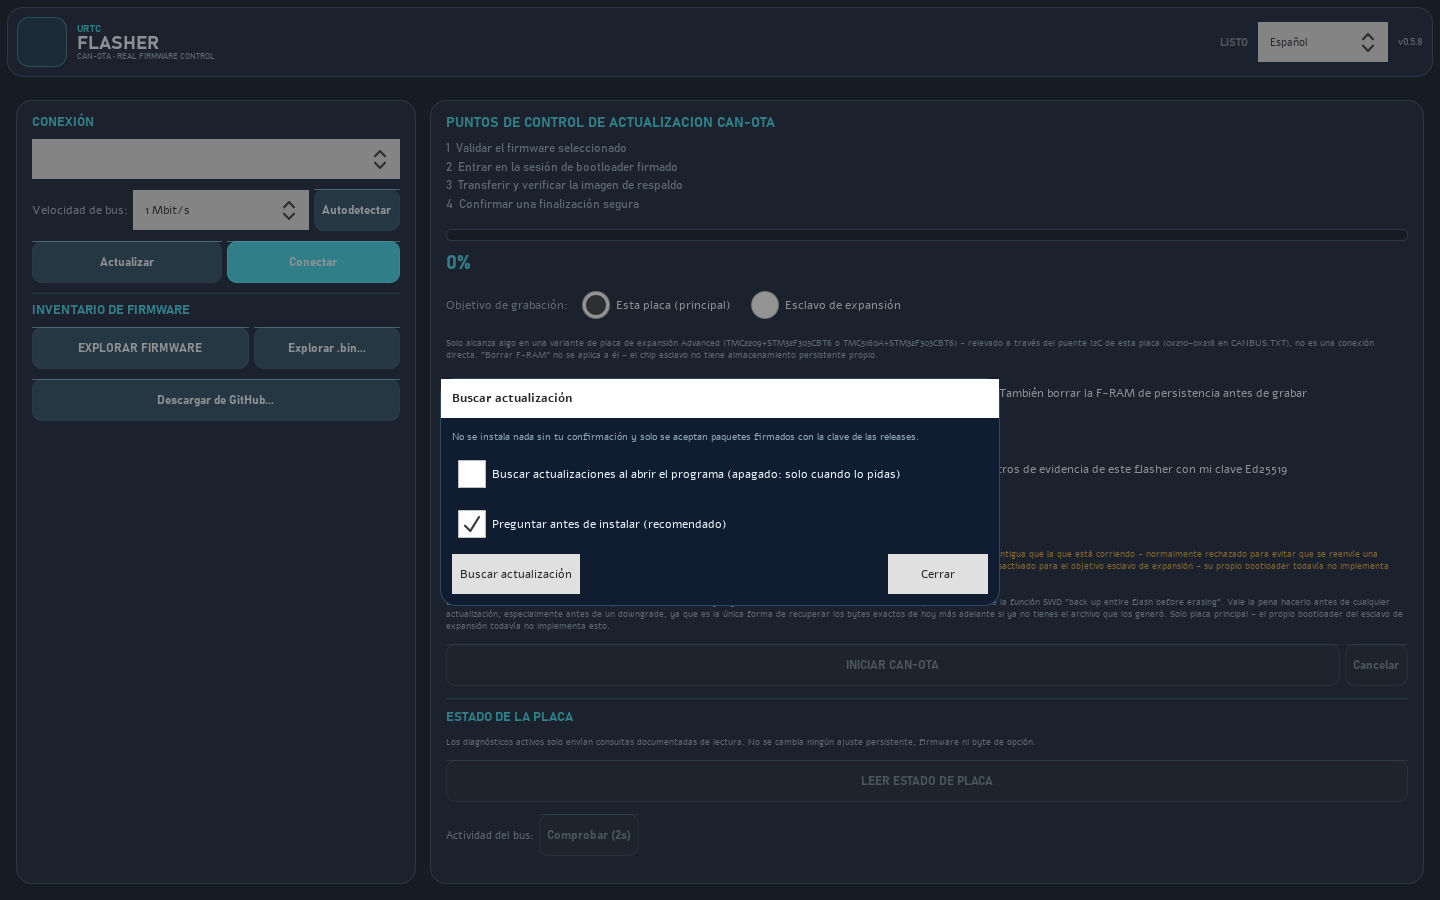 URTC
FLASHER
CAN-OTA · REAL FIRMWARE CONTROL
LISTO
Español
v0.5.8
CONEXIÓN
Velocidad de bus:
1 Mbit/s
Autodetectar
Actualizar
Conectar
INVENTARIO DE FIRMWARE
EXPLORAR FIRMWARE
Explorar .bin...
Descargar de GitHub...
PUNTOS DE CONTROL DE ACTUALIZACION CAN-OTA
1 Validar el firmware seleccionado
2 Entrar en la sesión de bootloader firmado
3 Transferir y verificar la imagen de respaldo
4 Confirmar una finalización segura
0%
Objetivo de grabación:
Esta placa (principal)
Esclavo de expansión
Solo alcanza algo en una variante de placa de expansión Advanced (TMC2209+STM32F303CBT6 o TMC5160A+STM32F303CBT6) - relevado a través del puente I2C de esta placa (0x210-0x218 en CANBUS.TXT), no es una conexión
directa. "Borrar F-RAM" no se aplica a él - el chip esclavo no tiene almacenamiento persistente propio.
También borrar la F-RAM de persistencia antes de grabar
Buscar actualización
No se instala nada sin tu confirmación y solo se aceptan paquetes firmados con la clave de las releases.
Buscar actualizaciones al abrir el programa (apagado: solo cuando lo pidas)
Preguntar antes de instalar (recomendado)
Buscar actualización
Cerrar
tros de evidencia de este flasher con mi clave Ed25519
ntigua que la que está corriendo - normalmente rechazado para evitar que se reenvíe una
sactivado para el objetivo esclavo de expansión - su propio bootloader todavía no implementa
e la función SWD "back up entire flash before erasing". Vale la pena hacerlo antes de cualquier
actualización, especialmente antes de un downgrade, ya que es la única forma de recuperar los bytes exactos de hoy más adelante si ya no tienes el archivo que los generó. Solo placa principal - el propio bootloader del esclavo de
expansión todavía no implementa esto.
INICIAR CAN-OTA
Cancelar
ESTADO DE LA PLACA
Los diagnósticos activos solo envían consultas documentadas de lectura. No se cambia ningún ajuste persistente, firmware ni byte de opción.
LEER ESTADO DE PLACA
Actividad del bus:
Comprobar (2s)